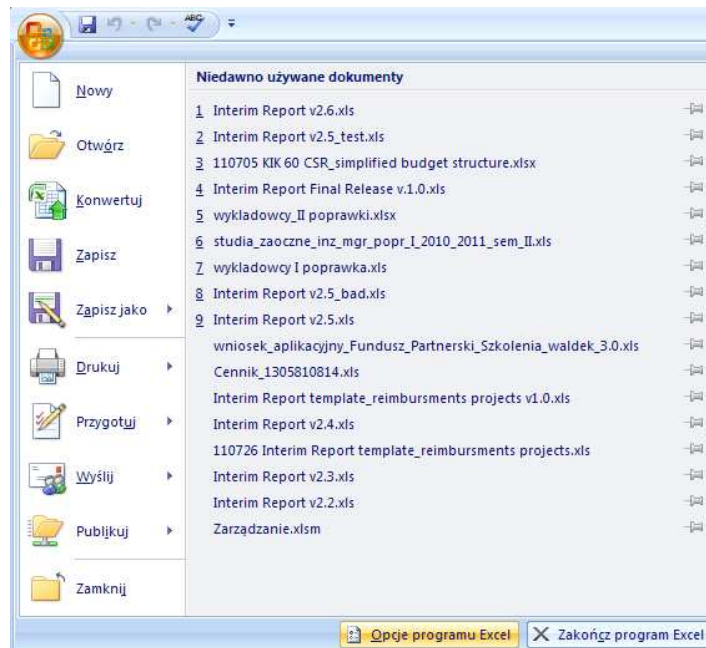 ABC
Nowy
Otwórz
Konwertuj
Zapisz
Zapisz jako
Drukuj
Przygotuj
Wyślij
Publikuj
Zamknij
Niedawno używane dokumenty
1 Interim Report v2.6.xls
2 Interim Report v2.5_test.xls
3 110705 KIK 60 CSR_simplified budget structure.xlsx
4 Interim Report Final Release v.1.0.xls
5 wykladowcy_II poprawki.xlsx
6 studia_zaoczne_inz_mgr_popr_I_2010_2011_sem_II.xls
7 wykladowcy I poprawka.xls
8 Interim Report v2.5_bad.xls
9 Interim Report v2.5.xls
wniosek_aplikacyjny_Fundusz_Partnerski_Szkolenia_waldek_3.0.xls
Cennik_1305810814.xls
Interim Report template_reimbursments projects v1.0.xls
Interim Report v2.4.xls
110726 Interim Report template_reimbursments projects.xls
Interim Report v2.3.xls
Interim Report v2.2.xls
Zarządzanie.xlsm
Opcje programu Excel
Zakończ program Excel